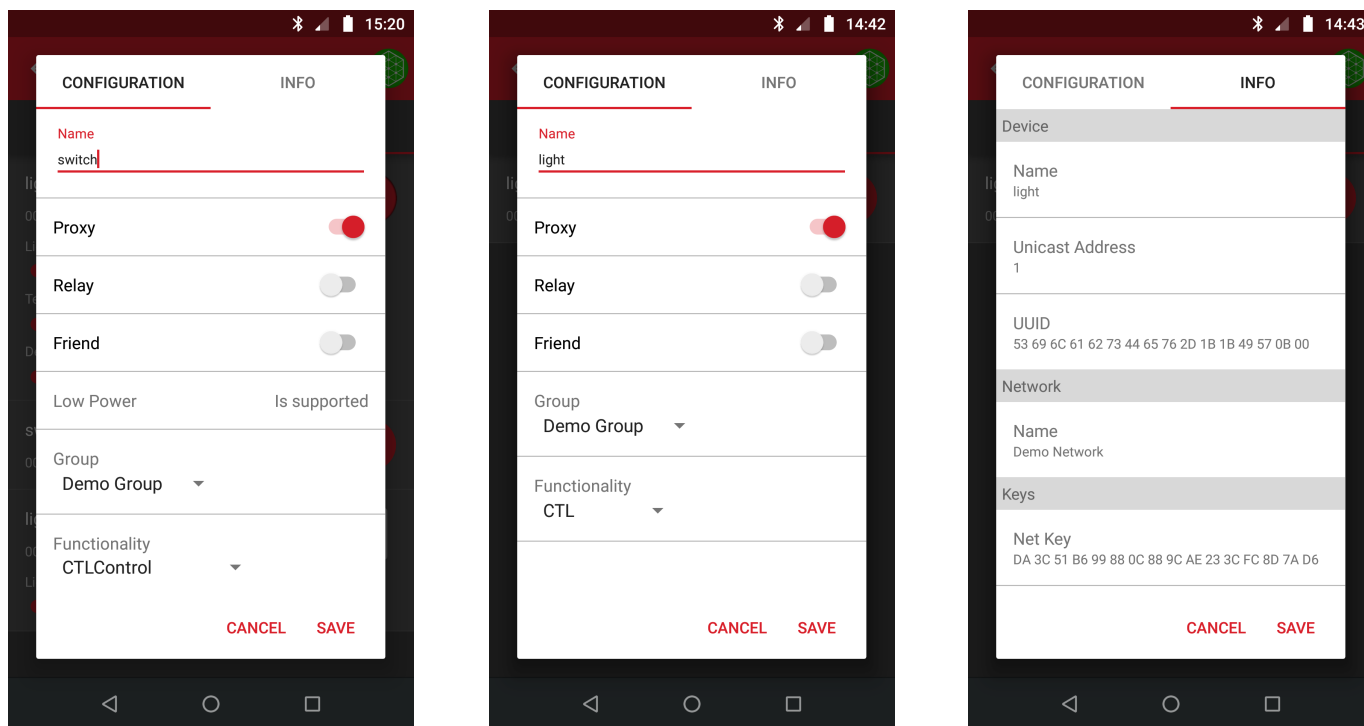 15:20
CONFIGURATION INFO
Name
switch
Proxy
Relay
Friend
Low Power Is supported
Group
Demo Group
Functionality
CTLControl
CANCEL SAVE
14:42
CONFIGURATION INFO
Name
light
Proxy
Relay
Friend
Group
Demo Group
Functionality
CTL
CANCEL SAVE
14:43
CONFIGURATION INFO
Device
Name
light
Unicast Address
1
UUID
53 69 6C 61 62 73 44 65 76 2D 1B 1B 49 57 0B 00
Network
Name
Demo Network
Keys
Net Key
DA 3C 51 B6 99 88 0C 88 9C AE 23 3C FC 8D 7A D6
CANCEL SAVE